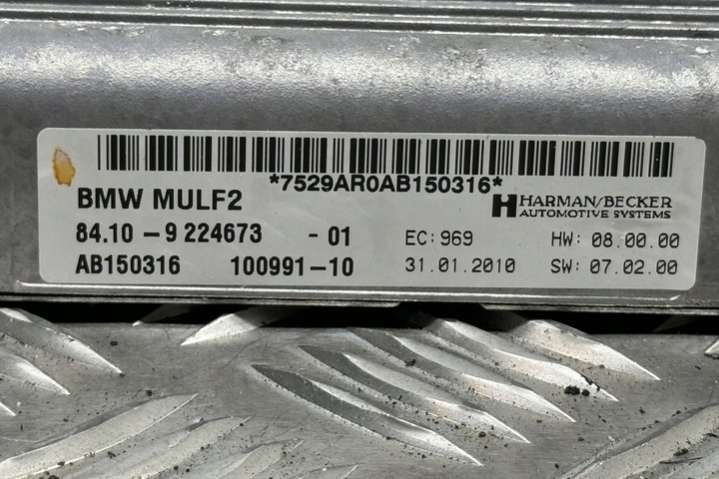 *7529AR0AB150316*
BMW MULF2
HARMAN/BECKER
AUTOMOTIVE SYSTEMS
84.10 - 9 224673 - 01 EC: 969 HW: 08.00.00
AB150316 100991-10 31.01.2010 SW: 07.02.00